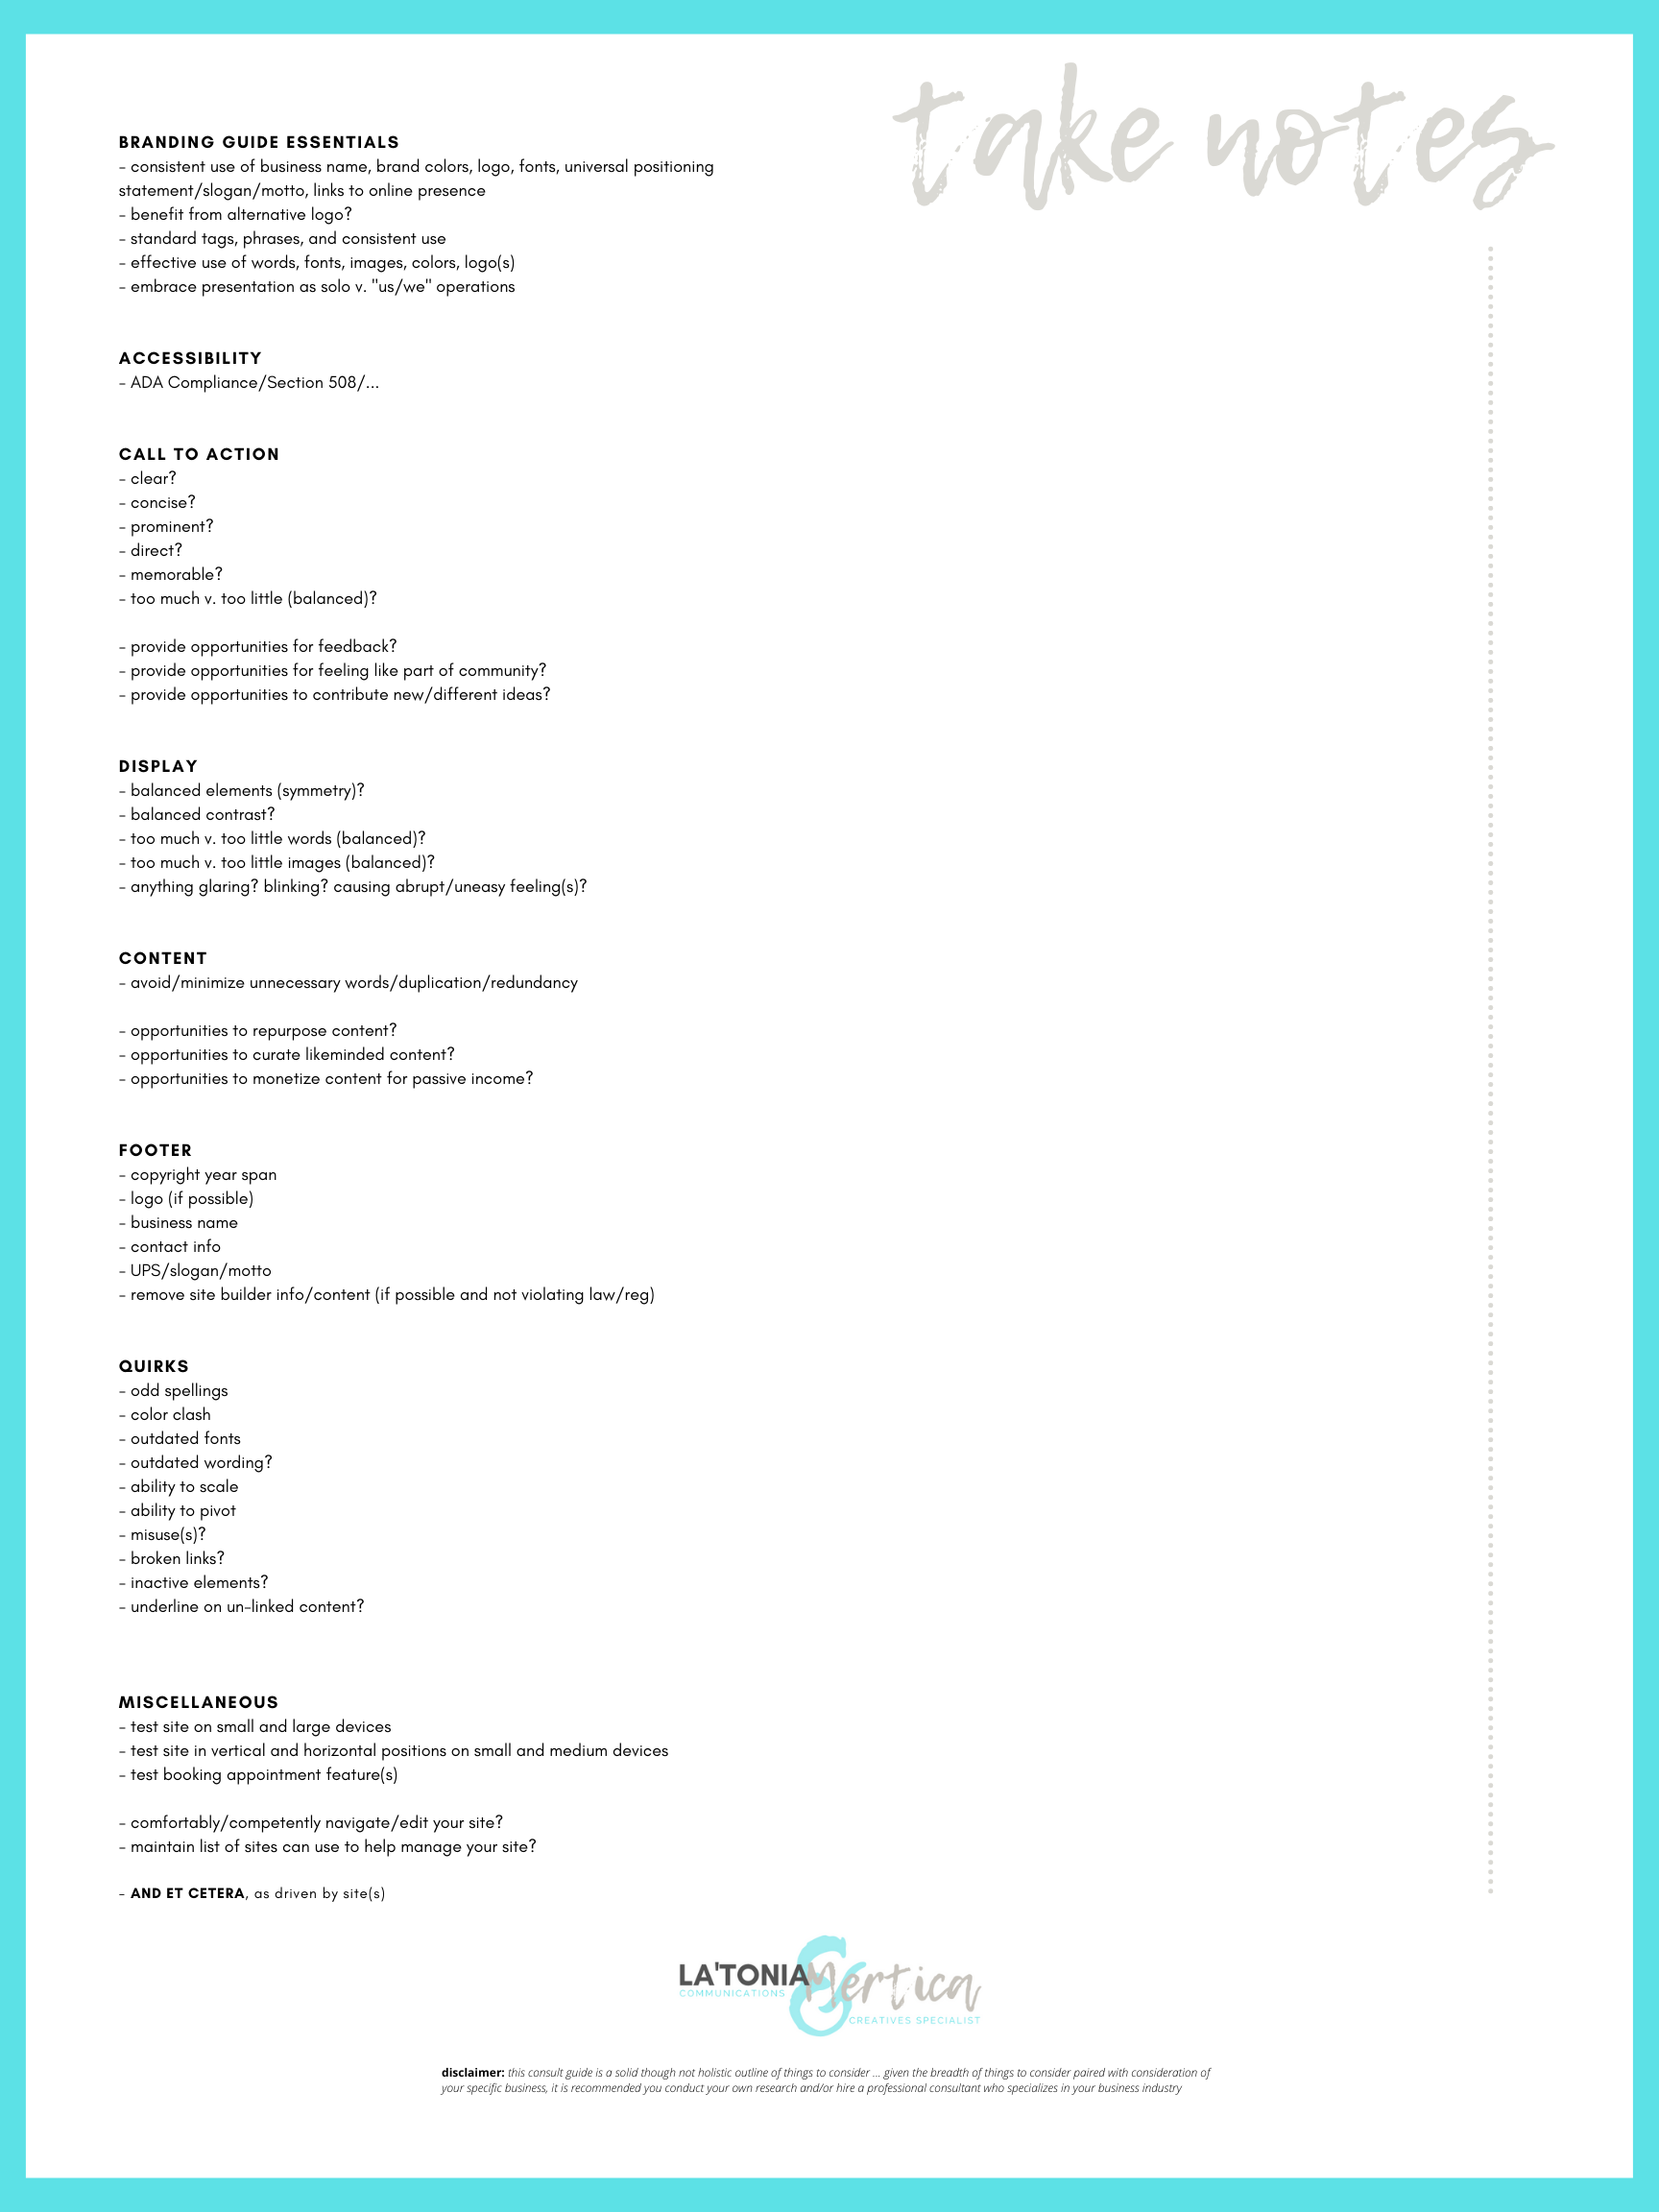 take notes
BRANDING GUIDE ESSENTIALS
- consistent use of business name, brand colors, logo, fonts, universal positioning
statement/slogan/motto, links to online presence
- benefit from alternative logo?
- standard tags, phrases, and consistent use
- effective use of words, fonts, images, colors, logo(s)
- embrace presentation as solo v. "us/we" operations
ACCESSIBILITY
- ADA Compliance/Section 508/...
CALL TO ACTION
- clear?
- concise?
- prominent?
- direct?
- memorable?
- too much v. too little (balanced)?
- provide opportunities for feedback?
- provide opportunities for feeling like part of community?
- provide opportunities to contribute new/different ideas?
DISPLAY
- balanced elements (symmetry)?
- balanced contrast?
- too much v. too little words (balanced)?
- too much v. too little images (balanced)?
- anything glaring? blinking? causing abrupt/uneasy feeling(s)?
CONTENT
- avoid/minimize unnecessary words/duplication/redundancy
- opportunities to repurpose content?
- opportunities to curate likeminded content?
- opportunities to monetize content for passive income?
FOOTER
- copyright year span
- logo (if possible)
- business name
- contact info
- UPS/slogan/motto
- remove site builder info/content (if possible and not violating law/reg)
QUIRKS
- odd spellings
- color clash
- outdated fonts
- outdated wording?
- ability to scale
- ability to pivot
- misuse(s)?
- broken links?
- inactive elements?
- underline on un-linked content?
MISCELLANEOUS
- test site on small and large devices
- test site in vertical and horizontal positions on small and medium devices
- test booking appointment feature(s)
- comfortably/competently navigate/edit your site?
- maintain list of sites can use to help manage your site?
- AND ET CETERA, as driven by site(s)
LA'TONIA & Mertica
COMMUNICATIONS
CREATIVES SPECIALIST
disclaimer: this consult guide is a solid though not holistic outline of things to consider ... given the breadth of things to consider paired with consideration of
your specific business, it is recommended you conduct your own research and/or hire a professional consultant who specializes in your business industry